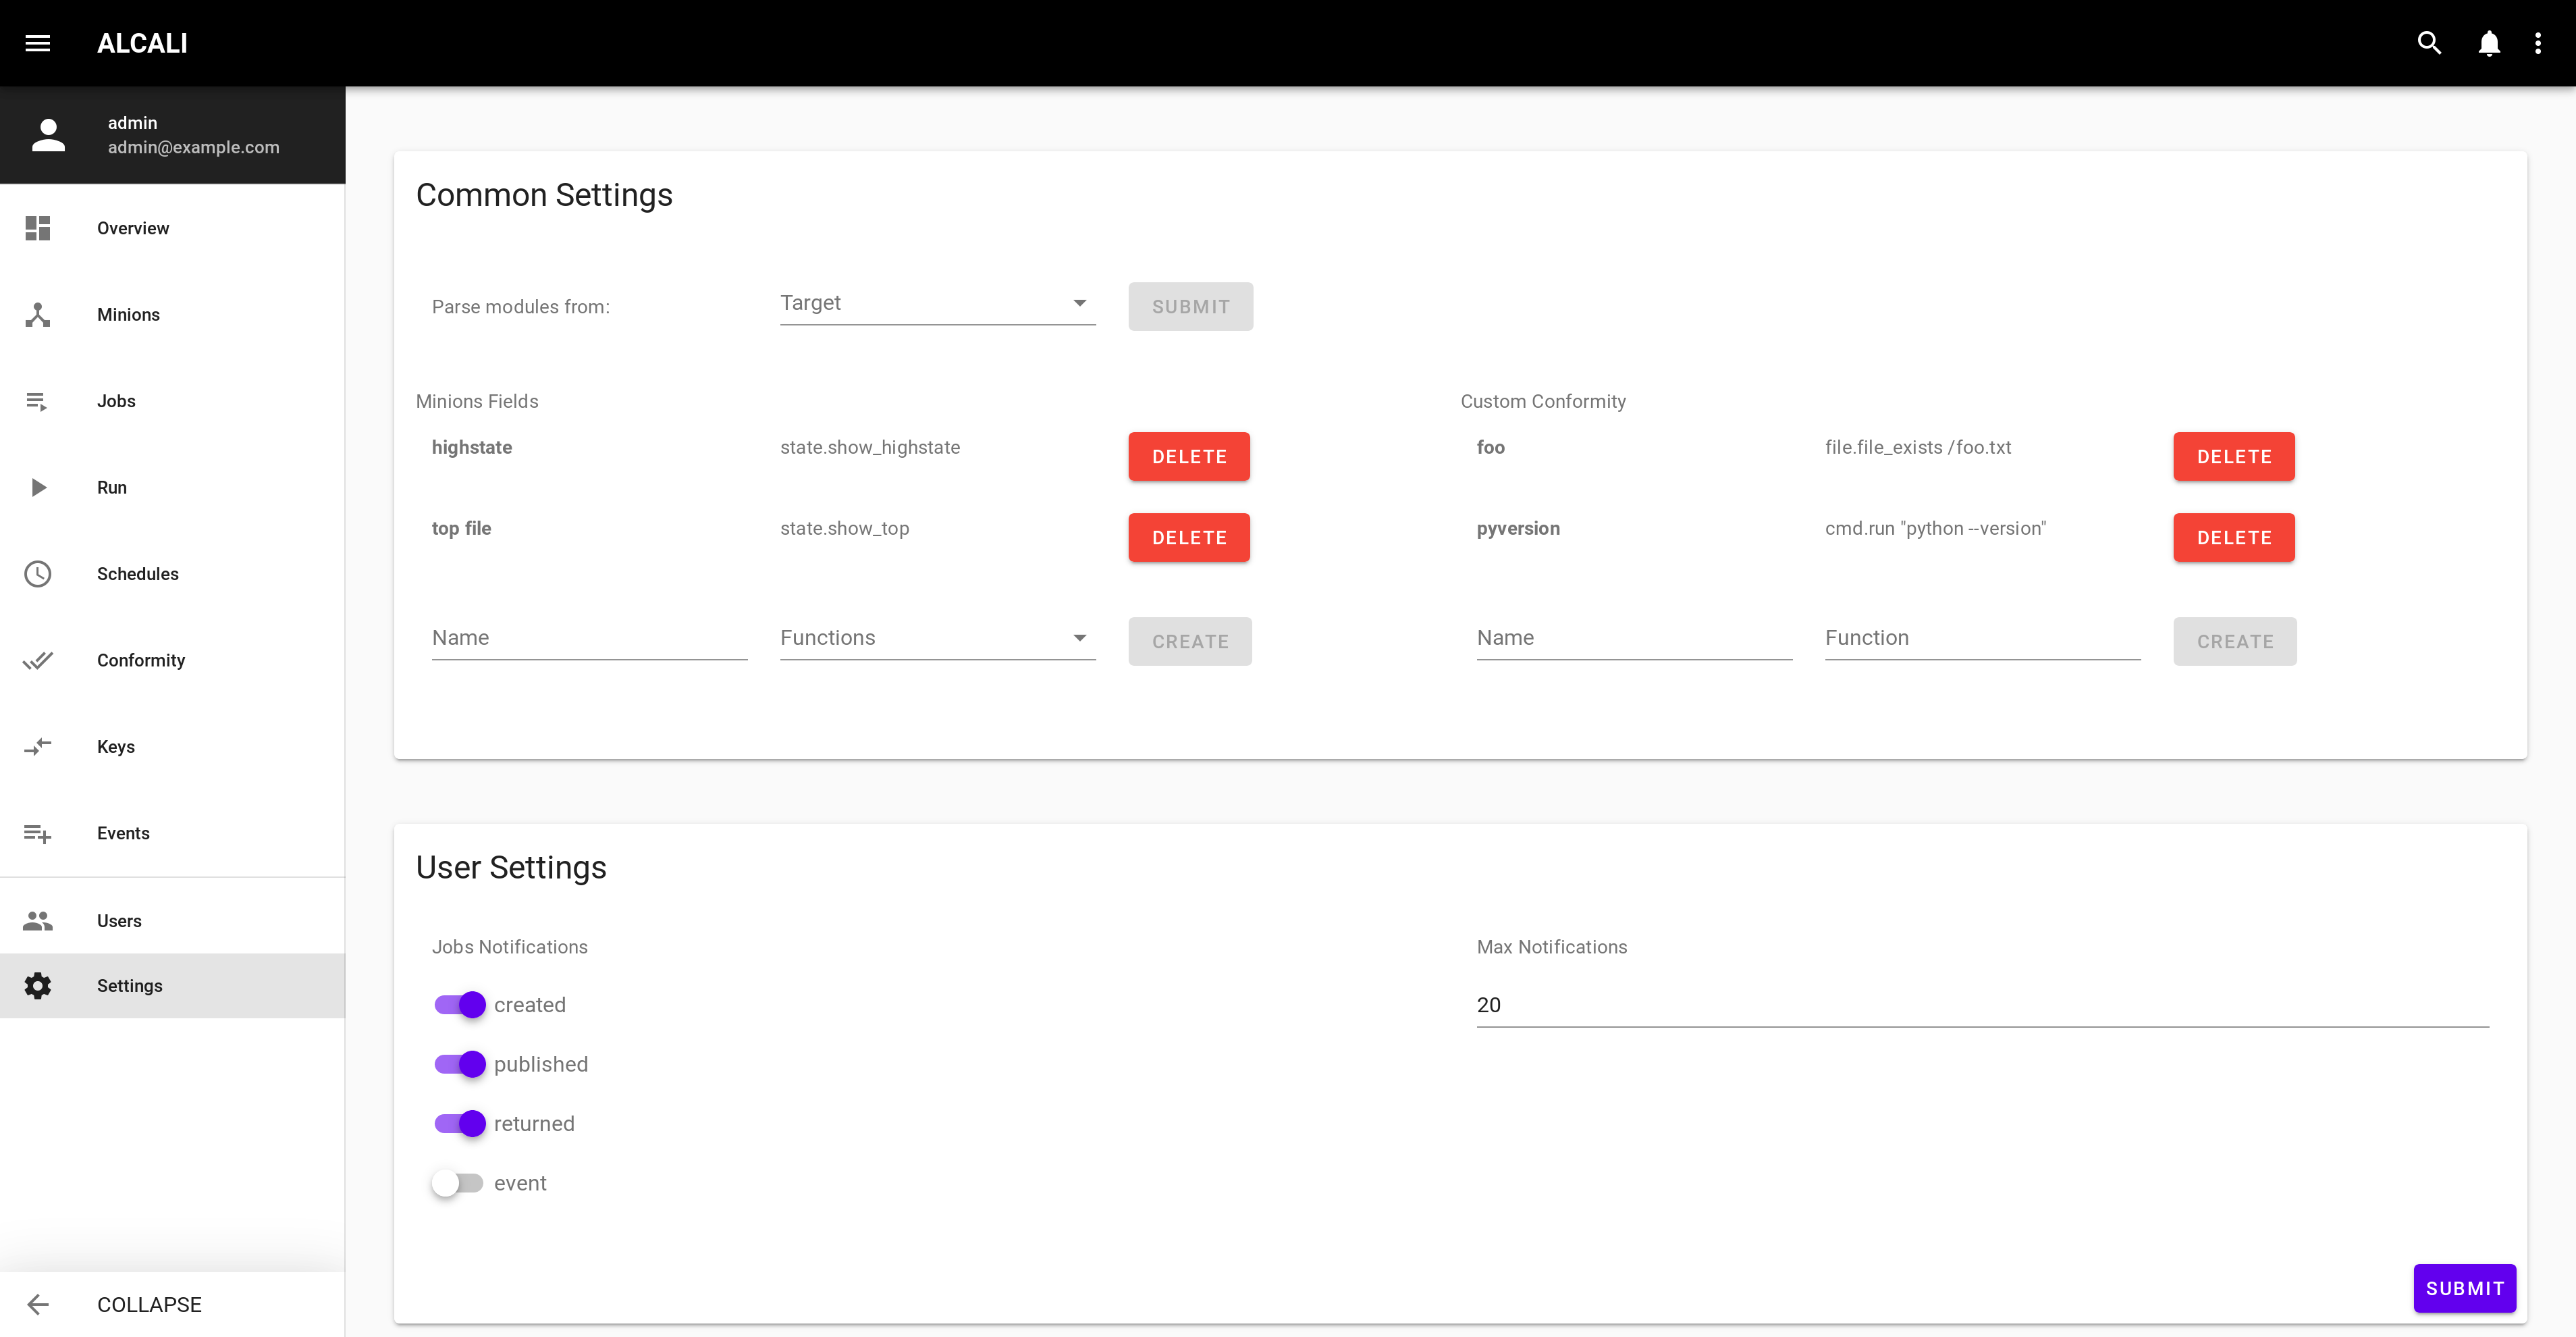 ALCALI
admin
admin@example.com
Overview
Minions
Jobs
Run
Schedules
Conformity
Keys
Events
Users
Settings
COLLAPSE
Common Settings
Parse modules from: Target SUBMIT
Minions Fields
highstate state.show_highstate DELETE
top file state.show_top DELETE
Name Functions CREATE
Custom Conformity
foo file.file_exists /foo.txt DELETE
pyversion cmd.run "python --version" DELETE
Name Function CREATE
User Settings
Jobs Notifications
created
published
returned
event
Max Notifications
20
SUBMIT